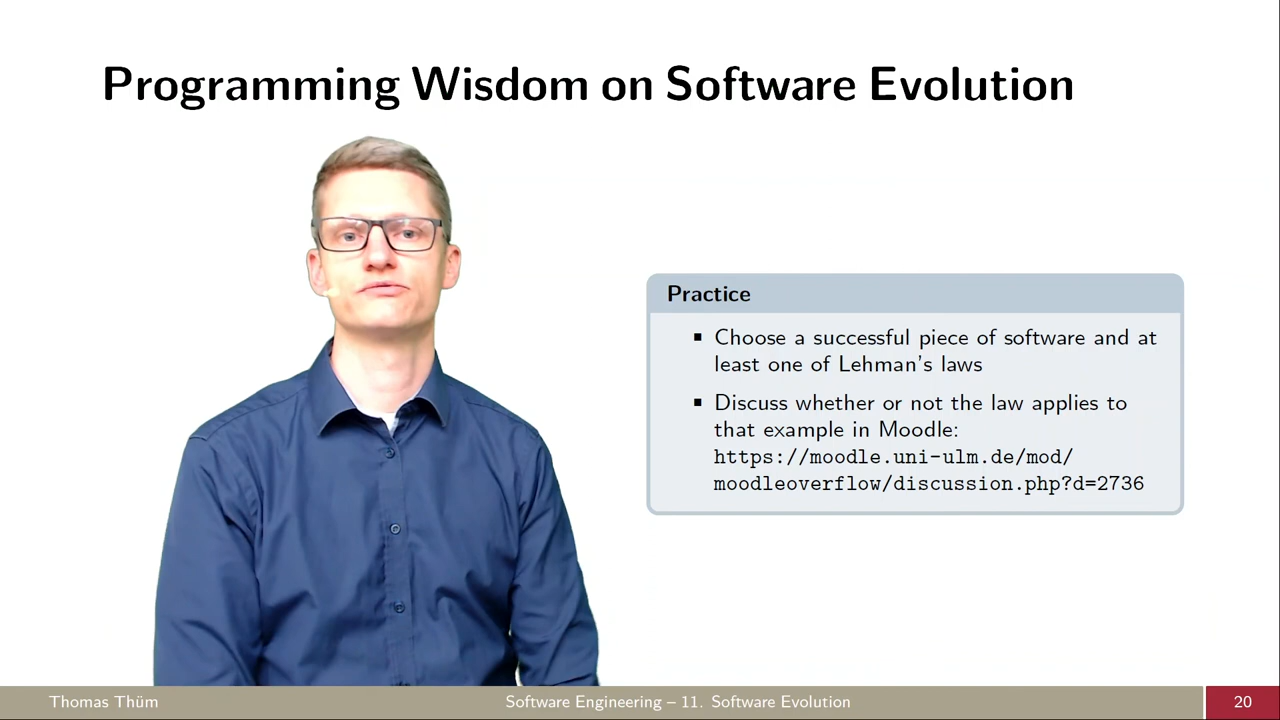 Programming Wisdom on Software Evolution
Practice
▪ Choose a successful piece of software and at
least one of Lehman's laws
▪ Discuss whether or not the law applies to
that example in Moodle:
https://moodle.uni-ulm.de/mod/
moodleoverflow/discussion.php?d=2736
Thomas Thüm
Software Engineering – 11. Software Evolution
20